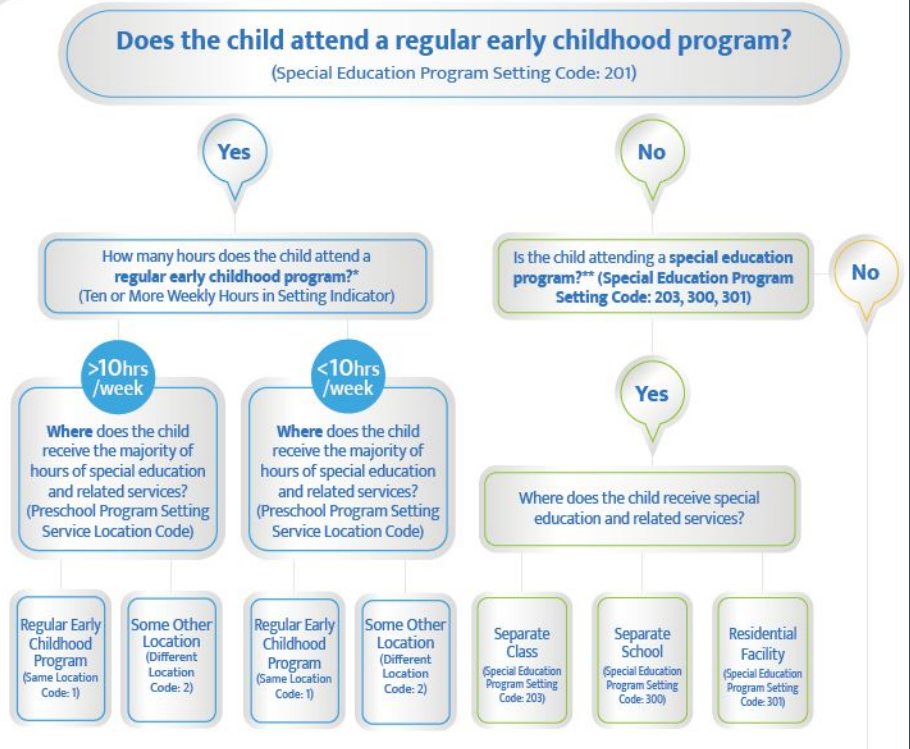 Does the child attend a regular early childhood program?
(Special Education Program Setting Code: 201)
Yes
No
How many hours does the child attend a
regular early childhood program?*
(Ten or More Weekly Hours in Setting Indicator)
Is the child attending a special education
program?** (Special Education Program
Setting Code: 203, 300, 301)
No
>10hrs
/week
Where does the child
receive the majority of
hours of special education
and related services?
(Preschool Program Setting
Service Location Code)
<10hrs
/week
Where does the child
receive the majority of
hours of special education
and related services?
(Preschool Program Setting
Service Location Code)
Yes
Where does the child receive special
education and related services?
Regular Early
Childhood
Program
(Same Location
Code: 1)
Some Other
Location
(Different
Location
Code: 2)
Regular Early
Childhood
Program
(Same Location
Code: 1)
Some Other
Location
(Different
Location
Code: 2)
Separate
Class
(Special Education
Program Setting
Code: 203)
Separate
School
(Special Education
Program Setting
Code: 300)
Residential
Facility
(Special Education
Program Setting
Code: 301)